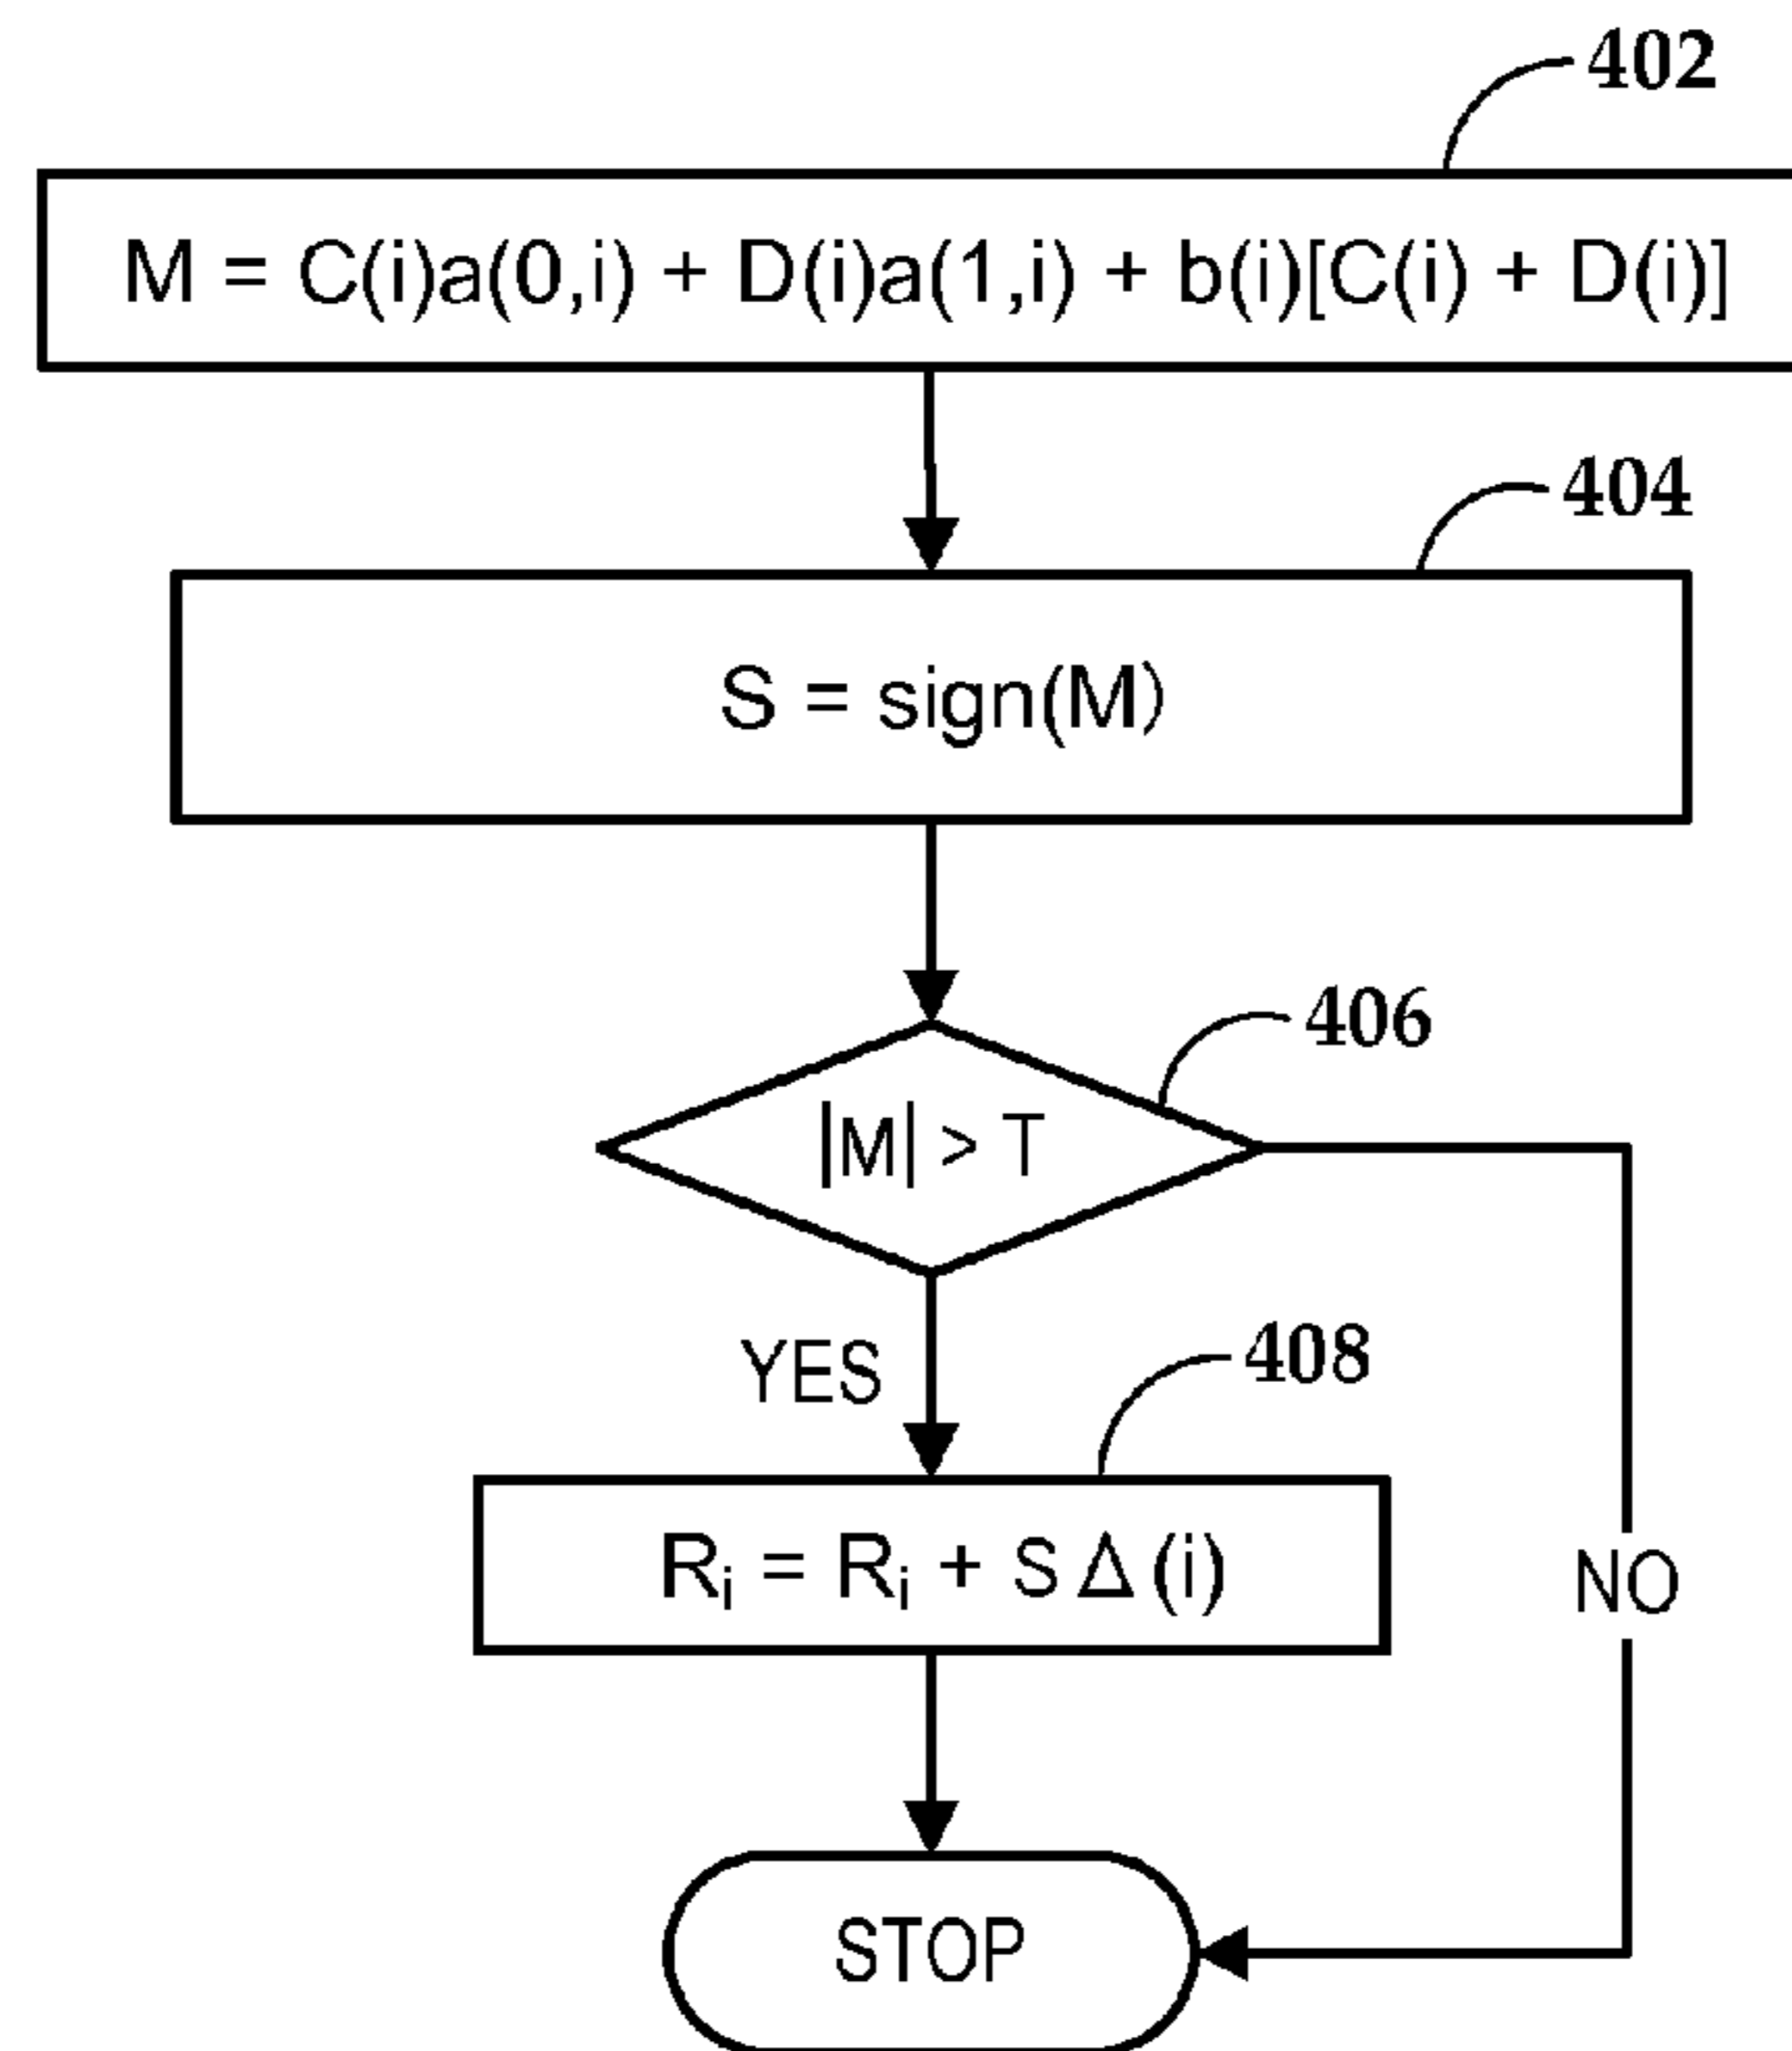 402
M = C(i)a(0,i) + D(i)a(1,i) + b(i)[C(i) + D(i)]
404
S = sign(M)
406
|M| > T
YES
408
Rᵢ = Rᵢ + S Δ (i)
NO
STOP